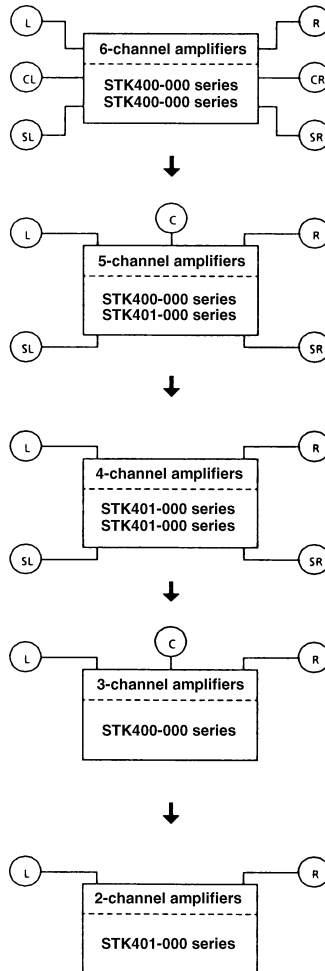 L
R
6-channel amplifiers
CL
CR
STK400-000 series
STK400-000 series
SL
SR
C
L
R
5-channel amplifiers
STK400-000 series
STK401-000 series
SL
SR
L
R
4-channel amplifiers
STK401-000 series
STK401-000 series
SL
SR
C
L
R
3-channel amplifiers
STK400-000 series
L
R
2-channel amplifiers
STK401-000 series